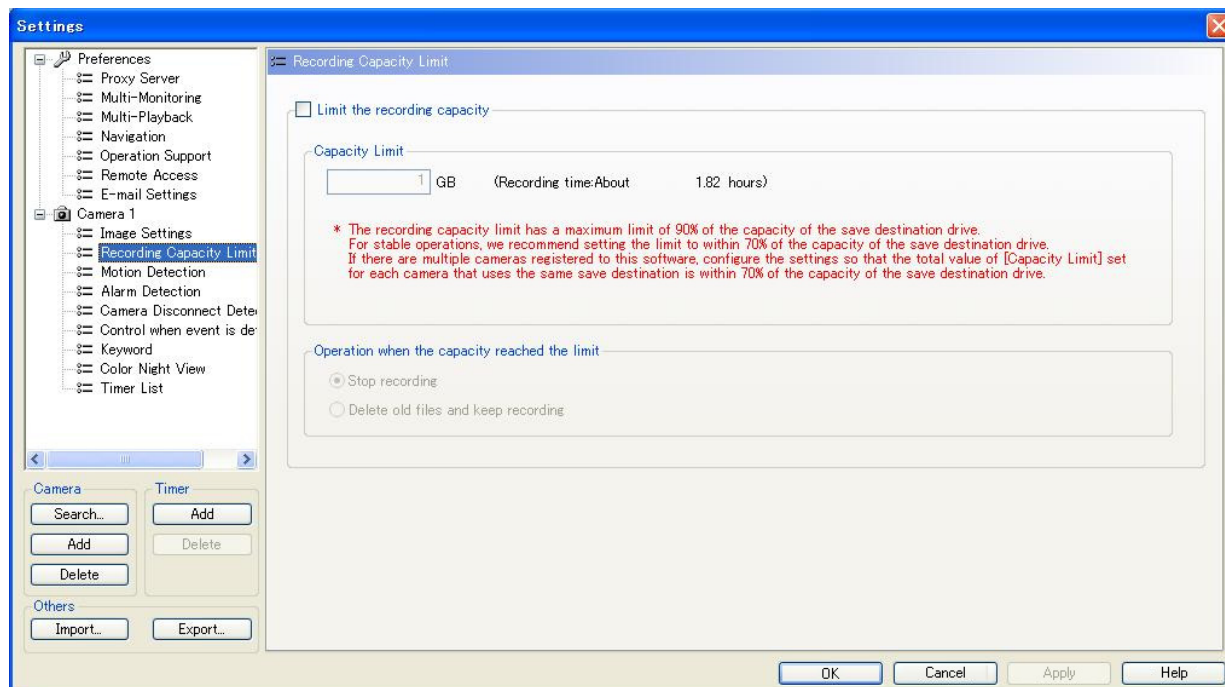 Settings
Preferences
Proxy Server
Multi-Monitoring
Multi-Playback
Navigation
Operation Support
Remote Access
E-mail Settings
Camera 1
Image Settings
Recording Capacity Limit
Motion Detection
Alarm Detection
Camera Disconnect Dete
Control when event is de
Keyword
Color Night View
Timer List
Camera
Search...
Add
Delete
Timer
Add
Delete
Others
Import...
Export...
Recording Capacity Limit
Limit the recording capacity
Capacity Limit
1 GB (Recording time:About 1.82 hours)
* The recording capacity limit has a maximum limit of 90% of the capacity of the save destination drive.
For stable operations, we recommend setting the limit to within 70% of the capacity of the save destination drive.
If there are multiple cameras registered to this software, configure the settings so that the total value of [Capacity Limit] set
for each camera that uses the same save destination is within 70% of the capacity of the save destination drive.
Operation when the capacity reached the limit
Stop recording
Delete old files and keep recording
OK
Cancel
Apply
Help